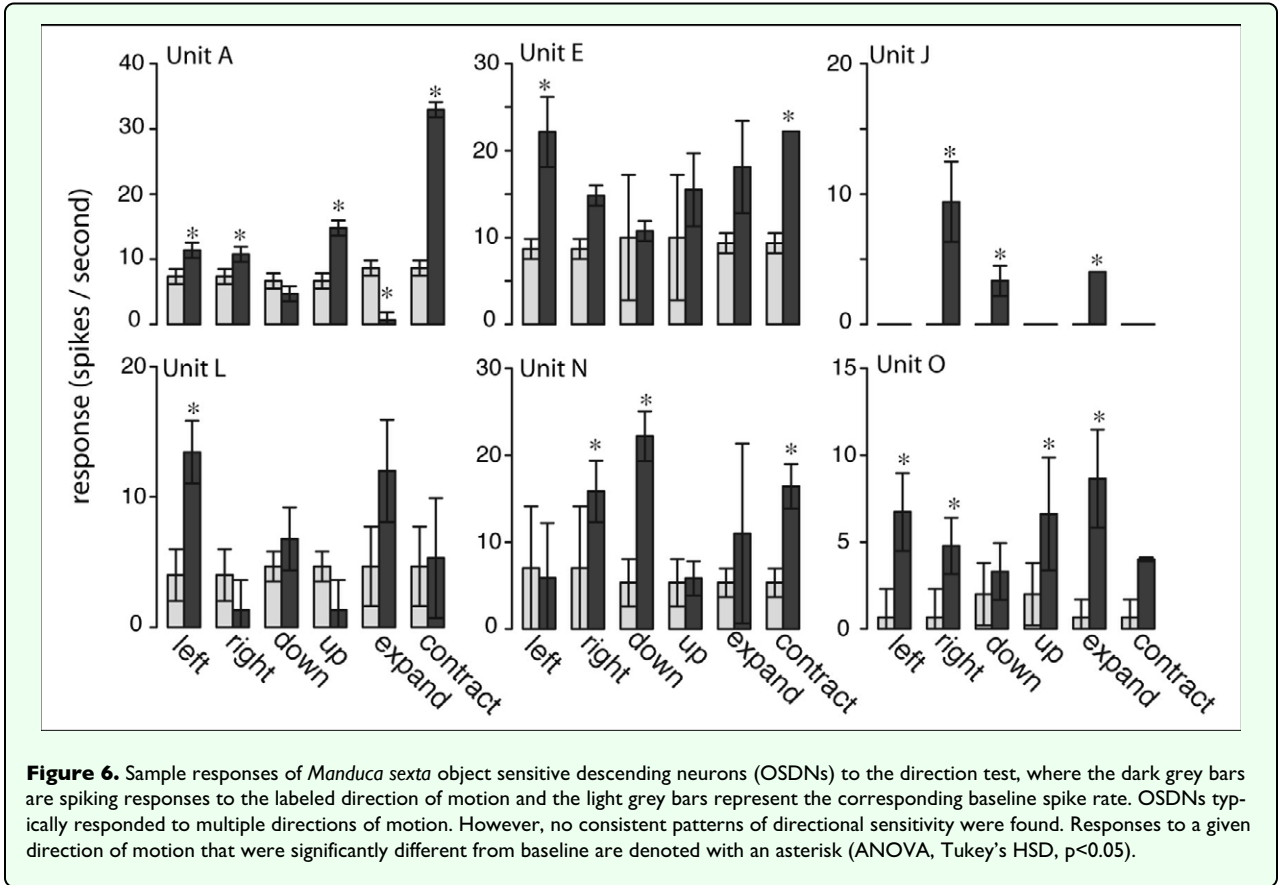 Unit A
Unit E
Unit J
40
30
20
10
0
*
*
*
*
*
30
20
10
0
*
*
20
10
0
*
*
*
response (spikes / second)
Unit L
Unit N
Unit O
20
10
0
*
30
20
10
0
*
*
*
15
10
5
0
*
*
*
*
left
right
down
up
expand
contract
left
right
down
up
expand
contract
left
right
down
up
expand
contract
Figure 6. Sample responses of Manduca sexta object sensitive descending neurons (OSDNs) to the direction test, where the dark grey bars
are spiking responses to the labeled direction of motion and the light grey bars represent the corresponding baseline spike rate. OSDNs typ-
ically responded to multiple directions of motion. However, no consistent patterns of directional sensitivity were found. Responses to a given
direction of motion that were significantly different from baseline are denoted with an asterisk (ANOVA, Tukey's HSD, p<0.05).